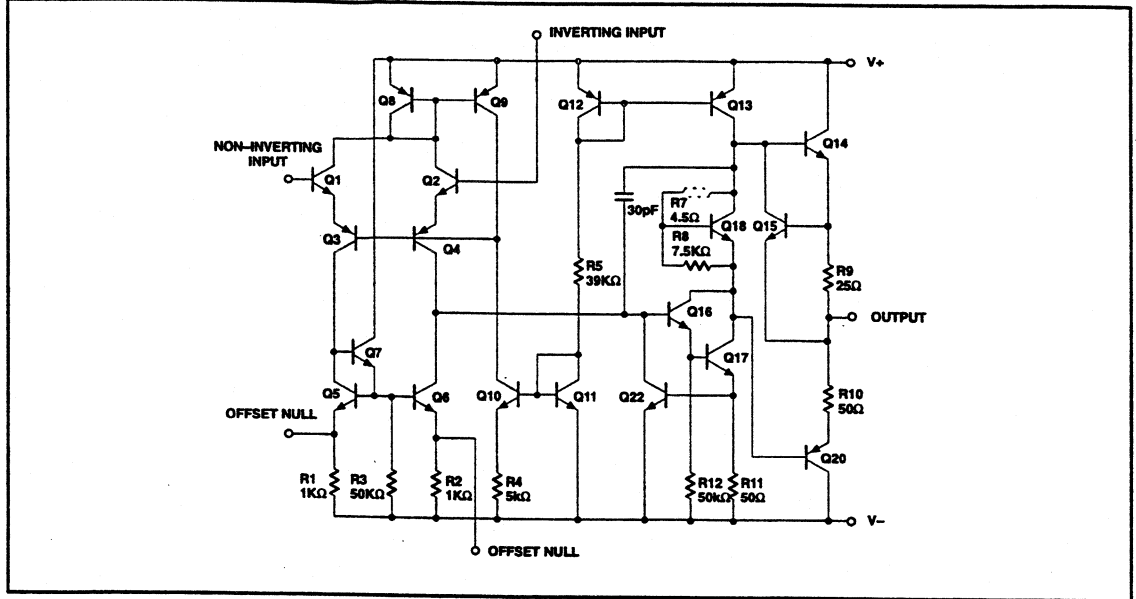 INVERTING INPUT
V+
Q8
Q9
Q12
Q13
Q14
NON–INVERTING
INPUT
Q1
Q2
R7
4.5Ω
30pF
Q18
Q15
Q3
Q4
R8
7.5KΩ
R5
39KΩ
R9
25Ω
Q16
OUTPUT
Q7
Q17
Q5
Q6
Q10
Q11
Q22
R10
50Ω
OFFSET NULL
Q20
R1
1KΩ
R3
50KΩ
R2
1KΩ
R4
5kΩ
R12
50kΩ
R11
50Ω
V–
OFFSET NULL